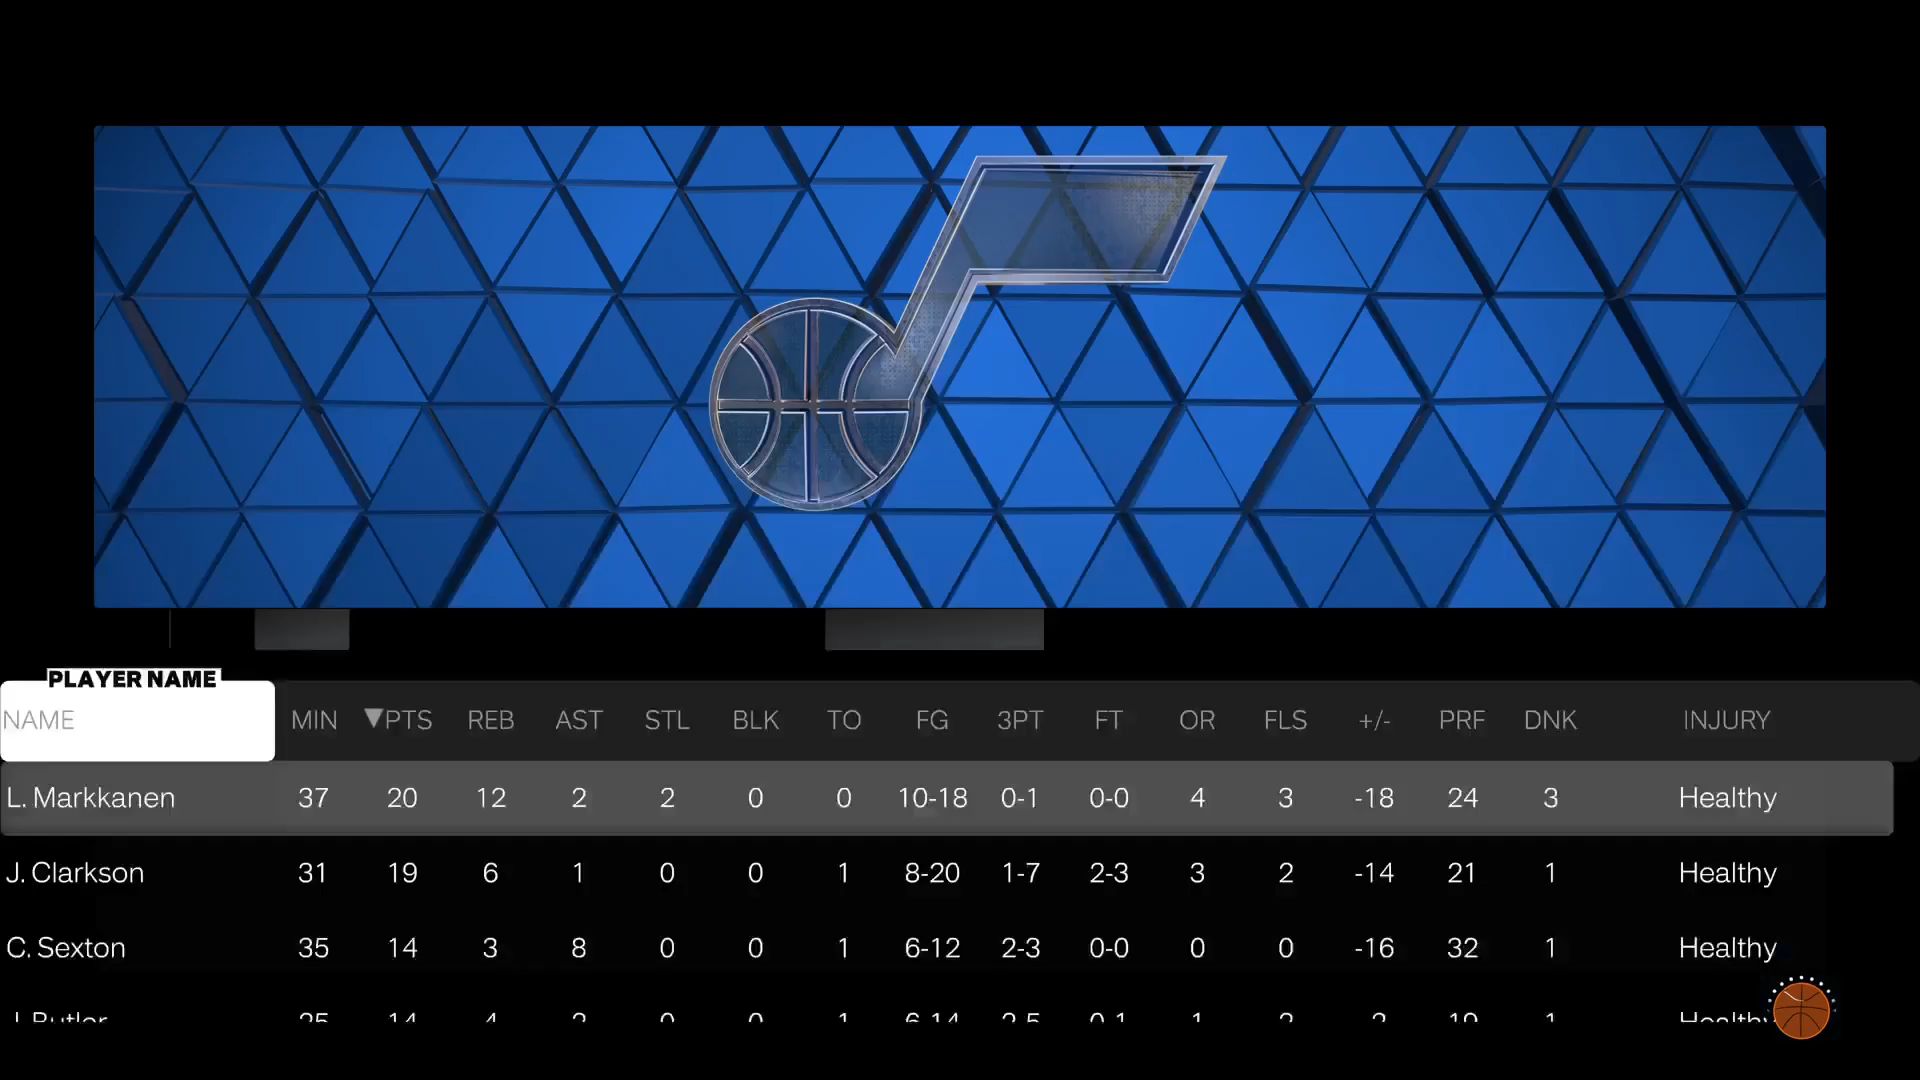 PLAYER NAME
NAME MIN ▼PTS REB AST STL BLK TO FG 3PT FT OR FLS +/- PRF DNK INJURY
L. Markkanen 37 20 12 2 2 0 0 10-18 0-1 0-0 4 3 -18 24 3 Healthy
J. Clarkson 31 19 6 1 0 0 1 8-20 1-7 2-3 3 2 -14 21 1 Healthy
C. Sexton 35 14 3 8 0 0 1 6-12 2-3 0-0 0 0 -16 32 1 Healthy